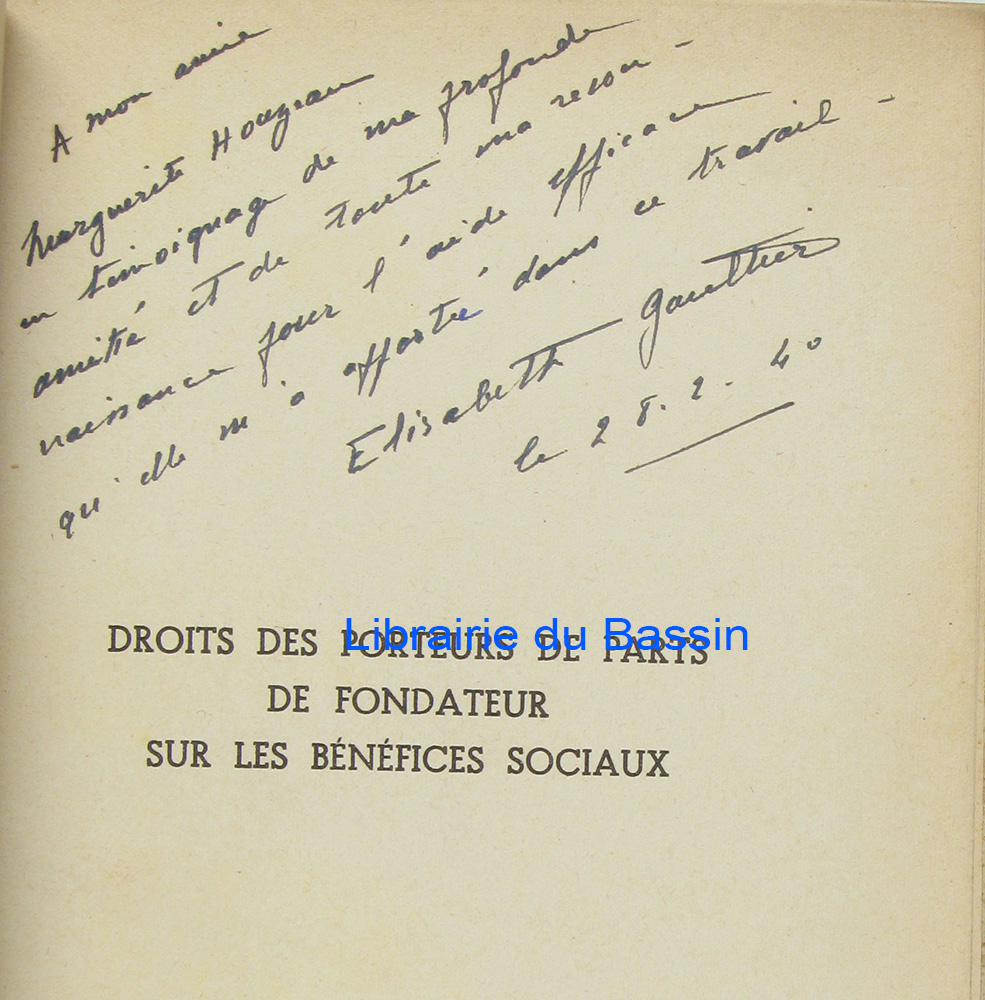 A mon amie
Marguerite Houzeau
en témoignage de ma profonde
amitié et de toute ma recon -
naissance pour l'aide efficace
qu'elle m'a apporté dans ce travail -
Elisabeth Gauthier
le 28.2.40
DROITS DES PORTEURS DE PARTS
DE FONDATEUR
SUR LES BÉNÉFICES SOCIAUX
Librairie du Bassin